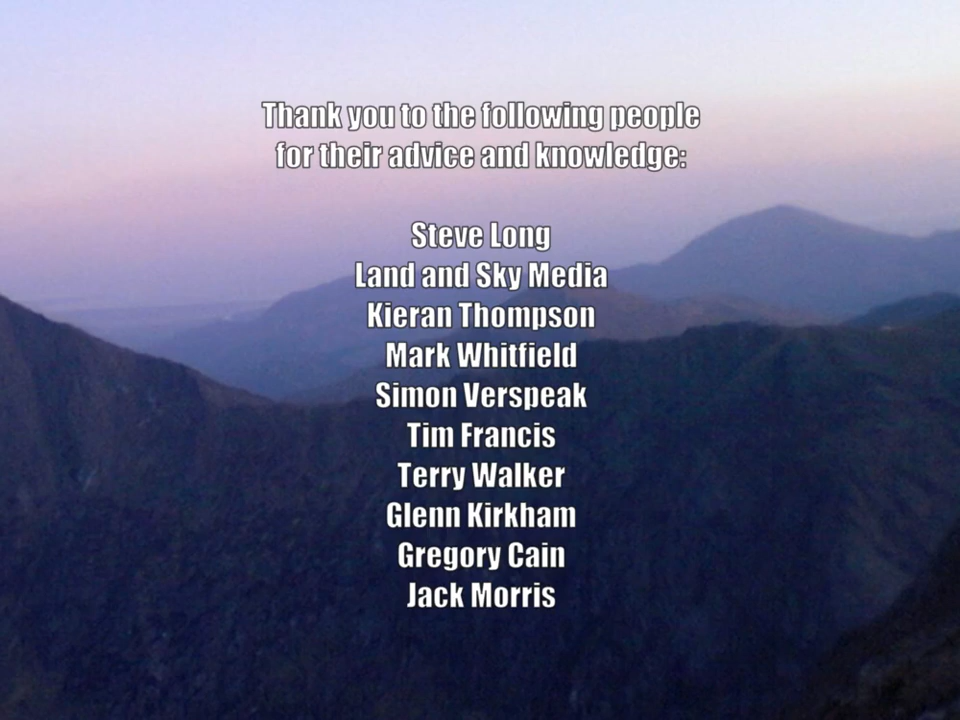 Thank you to the following people
for their advice and knowledge:
Steve Long
Land and Sky Media
Kieran Thompson
Mark Whitfield
Simon Verspeak
Tim Francis
Terry Walker
Glenn Kirkham
Gregory Cain
Jack Morris